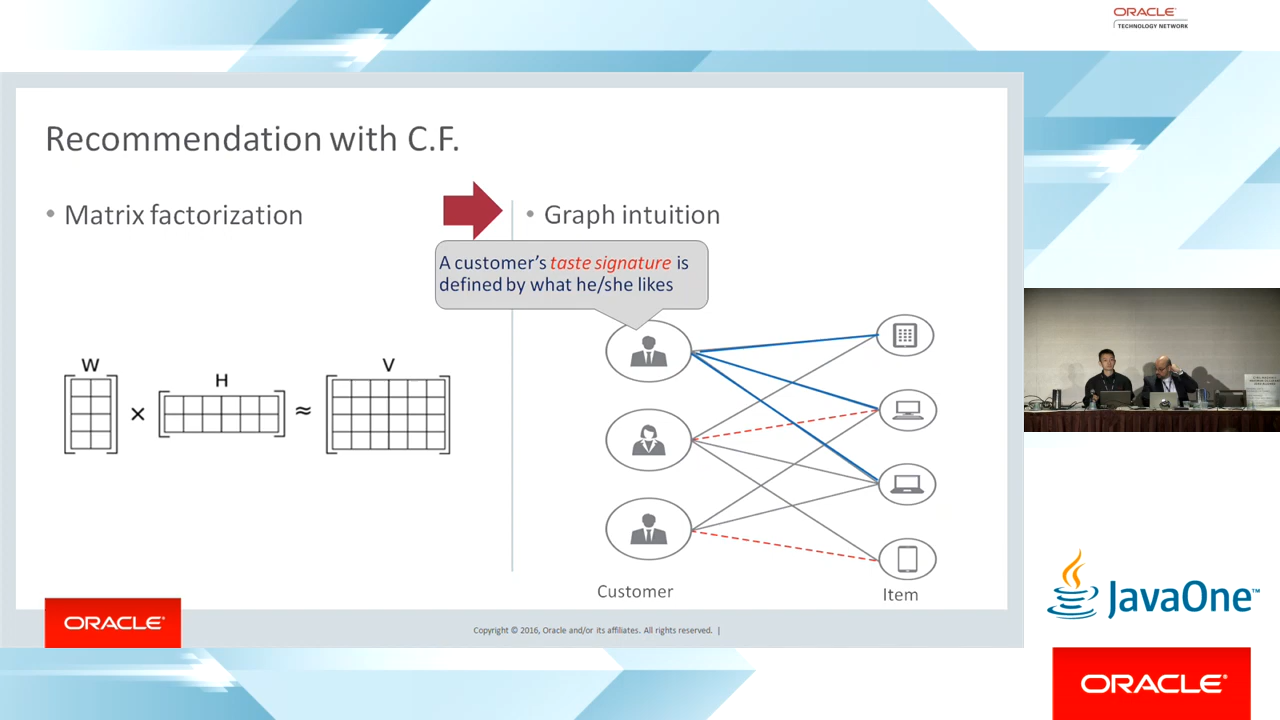 ORACLE
TECHNOLOGY NETWORK
Recommendation with C.F.
• Matrix factorization
• Graph intuition
A customer's taste signature is
defined by what he/she likes
W
H
V
×
≈
Customer
Item
ORACLE
Copyright © 2016, Oracle and/or its affiliates. All rights reserved. |
JavaOne™
ORACLE